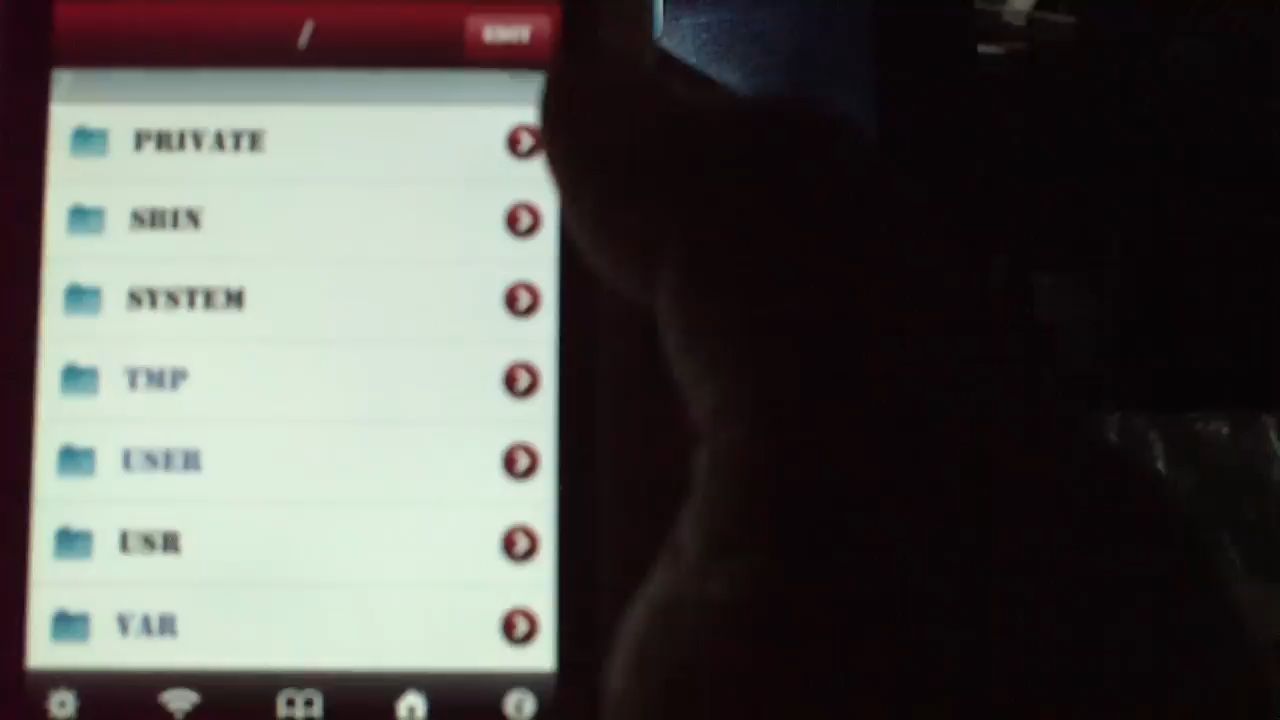 /
EDIT
PRIVATE
SBIN
SYSTEM
TMP
USER
USR
VAR